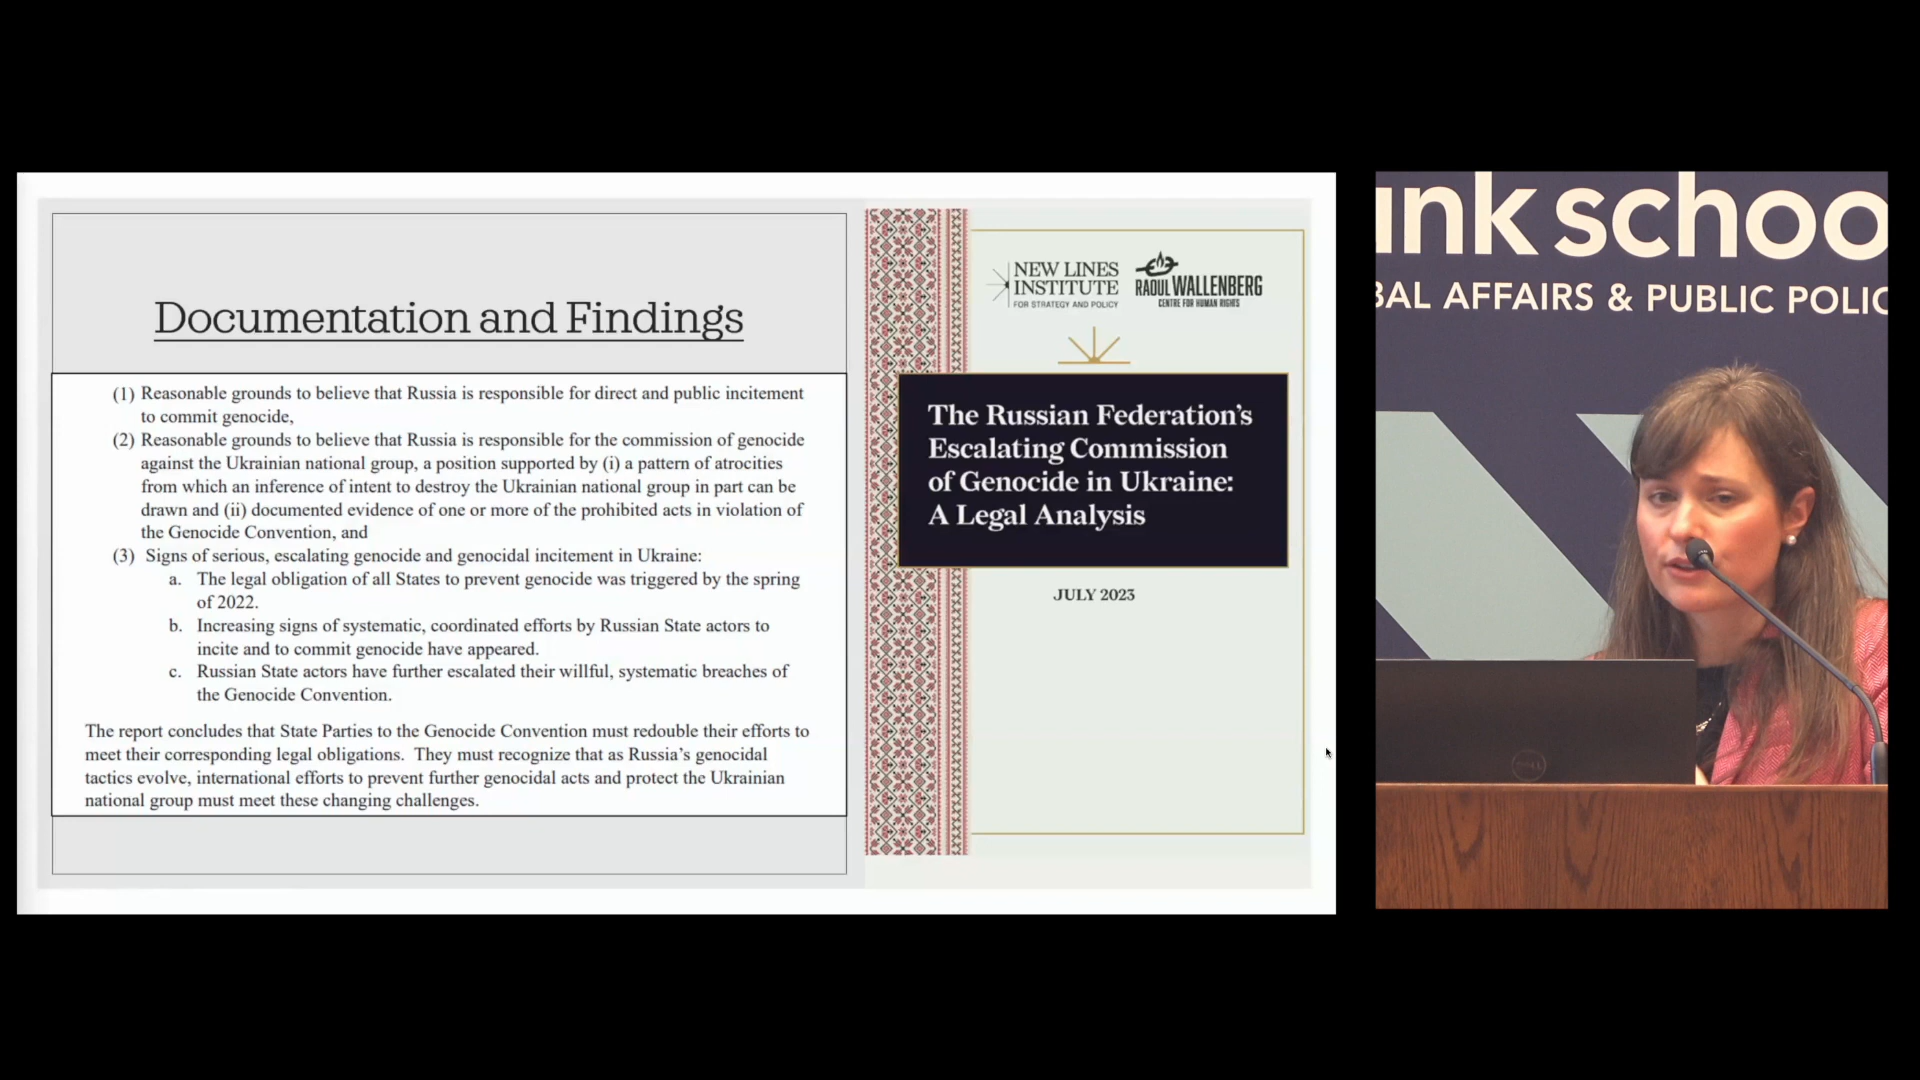 Documentation and Findings
(1) Reasonable grounds to believe that Russia is responsible for direct and public incitement
to commit genocide,
(2) Reasonable grounds to believe that Russia is responsible for the commission of genocide
against the Ukrainian national group, a position supported by (i) a pattern of atrocities
from which an inference of intent to destroy the Ukrainian national group in part can be
drawn and (ii) documented evidence of one or more of the prohibited acts in violation of
the Genocide Convention, and
(3) Signs of serious, escalating genocide and genocidal incitement in Ukraine:
a. The legal obligation of all States to prevent genocide was triggered by the spring
of 2022.
b. Increasing signs of systematic, coordinated efforts by Russian State actors to
incite and to commit genocide have appeared.
c. Russian State actors have further escalated their willful, systematic breaches of
the Genocide Convention.
The report concludes that State Parties to the Genocide Convention must redouble their efforts to
meet their corresponding legal obligations. They must recognize that as Russia's genocidal
tactics evolve, international efforts to prevent further genocidal acts and protect the Ukrainian
national group must meet these changing challenges.
NEW LINES
INSTITUTE
FOR STRATEGY AND POLICY
RAOUL WALLENBERG
CENTRE FOR HUMAN RIGHTS
The Russian Federation's
Escalating Commission
of Genocide in Ukraine:
A Legal Analysis
JULY 2023
unk schoo
BAL AFFAIRS & PUBLIC POLIC
DELL